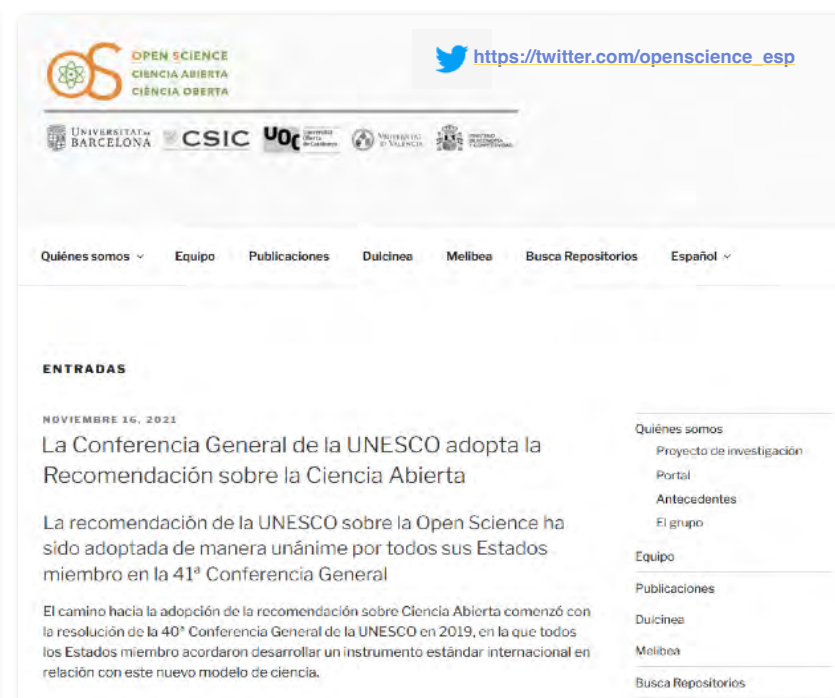 OPEN SCIENCE
CIENCIA ABIERTA
CIÈNCIA OBERTA
https://twitter.com/openscience_esp
UNIVERSITAT DE
BARCELONA
CSIC
UOC
Universitat
Oberta
de Catalunya
VNIVERSITAT
D VALÈNCIA
Quiénes somos
Equipo
Publicaciones
Dulcinea
Melibea
Busca Repositorios
Español
ENTRADAS
NOVIEMBRE 16, 2021
La Conferencia General de la UNESCO adopta la
Recomendación sobre la Ciencia Abierta
La recomendación de la UNESCO sobre la Open Science ha
sido adoptada de manera unánime por todos sus Estados
miembro en la 41ª Conferencia General
El camino hacia la adopción de la recomendación sobre Ciencia Abierta comenzó con
la resolución de la 40ª Conferencia General de la UNESCO en 2019, en la que todos
los Estados miembro acordaron desarrollar un instrumento estándar internacional en
relación con este nuevo modelo de ciencia.
Quiénes somos
Proyecto de investigación
Portal
Antecedentes
El grupo
Equipo
Publicaciones
Dulcinea
Melibea
Busca Repositorios